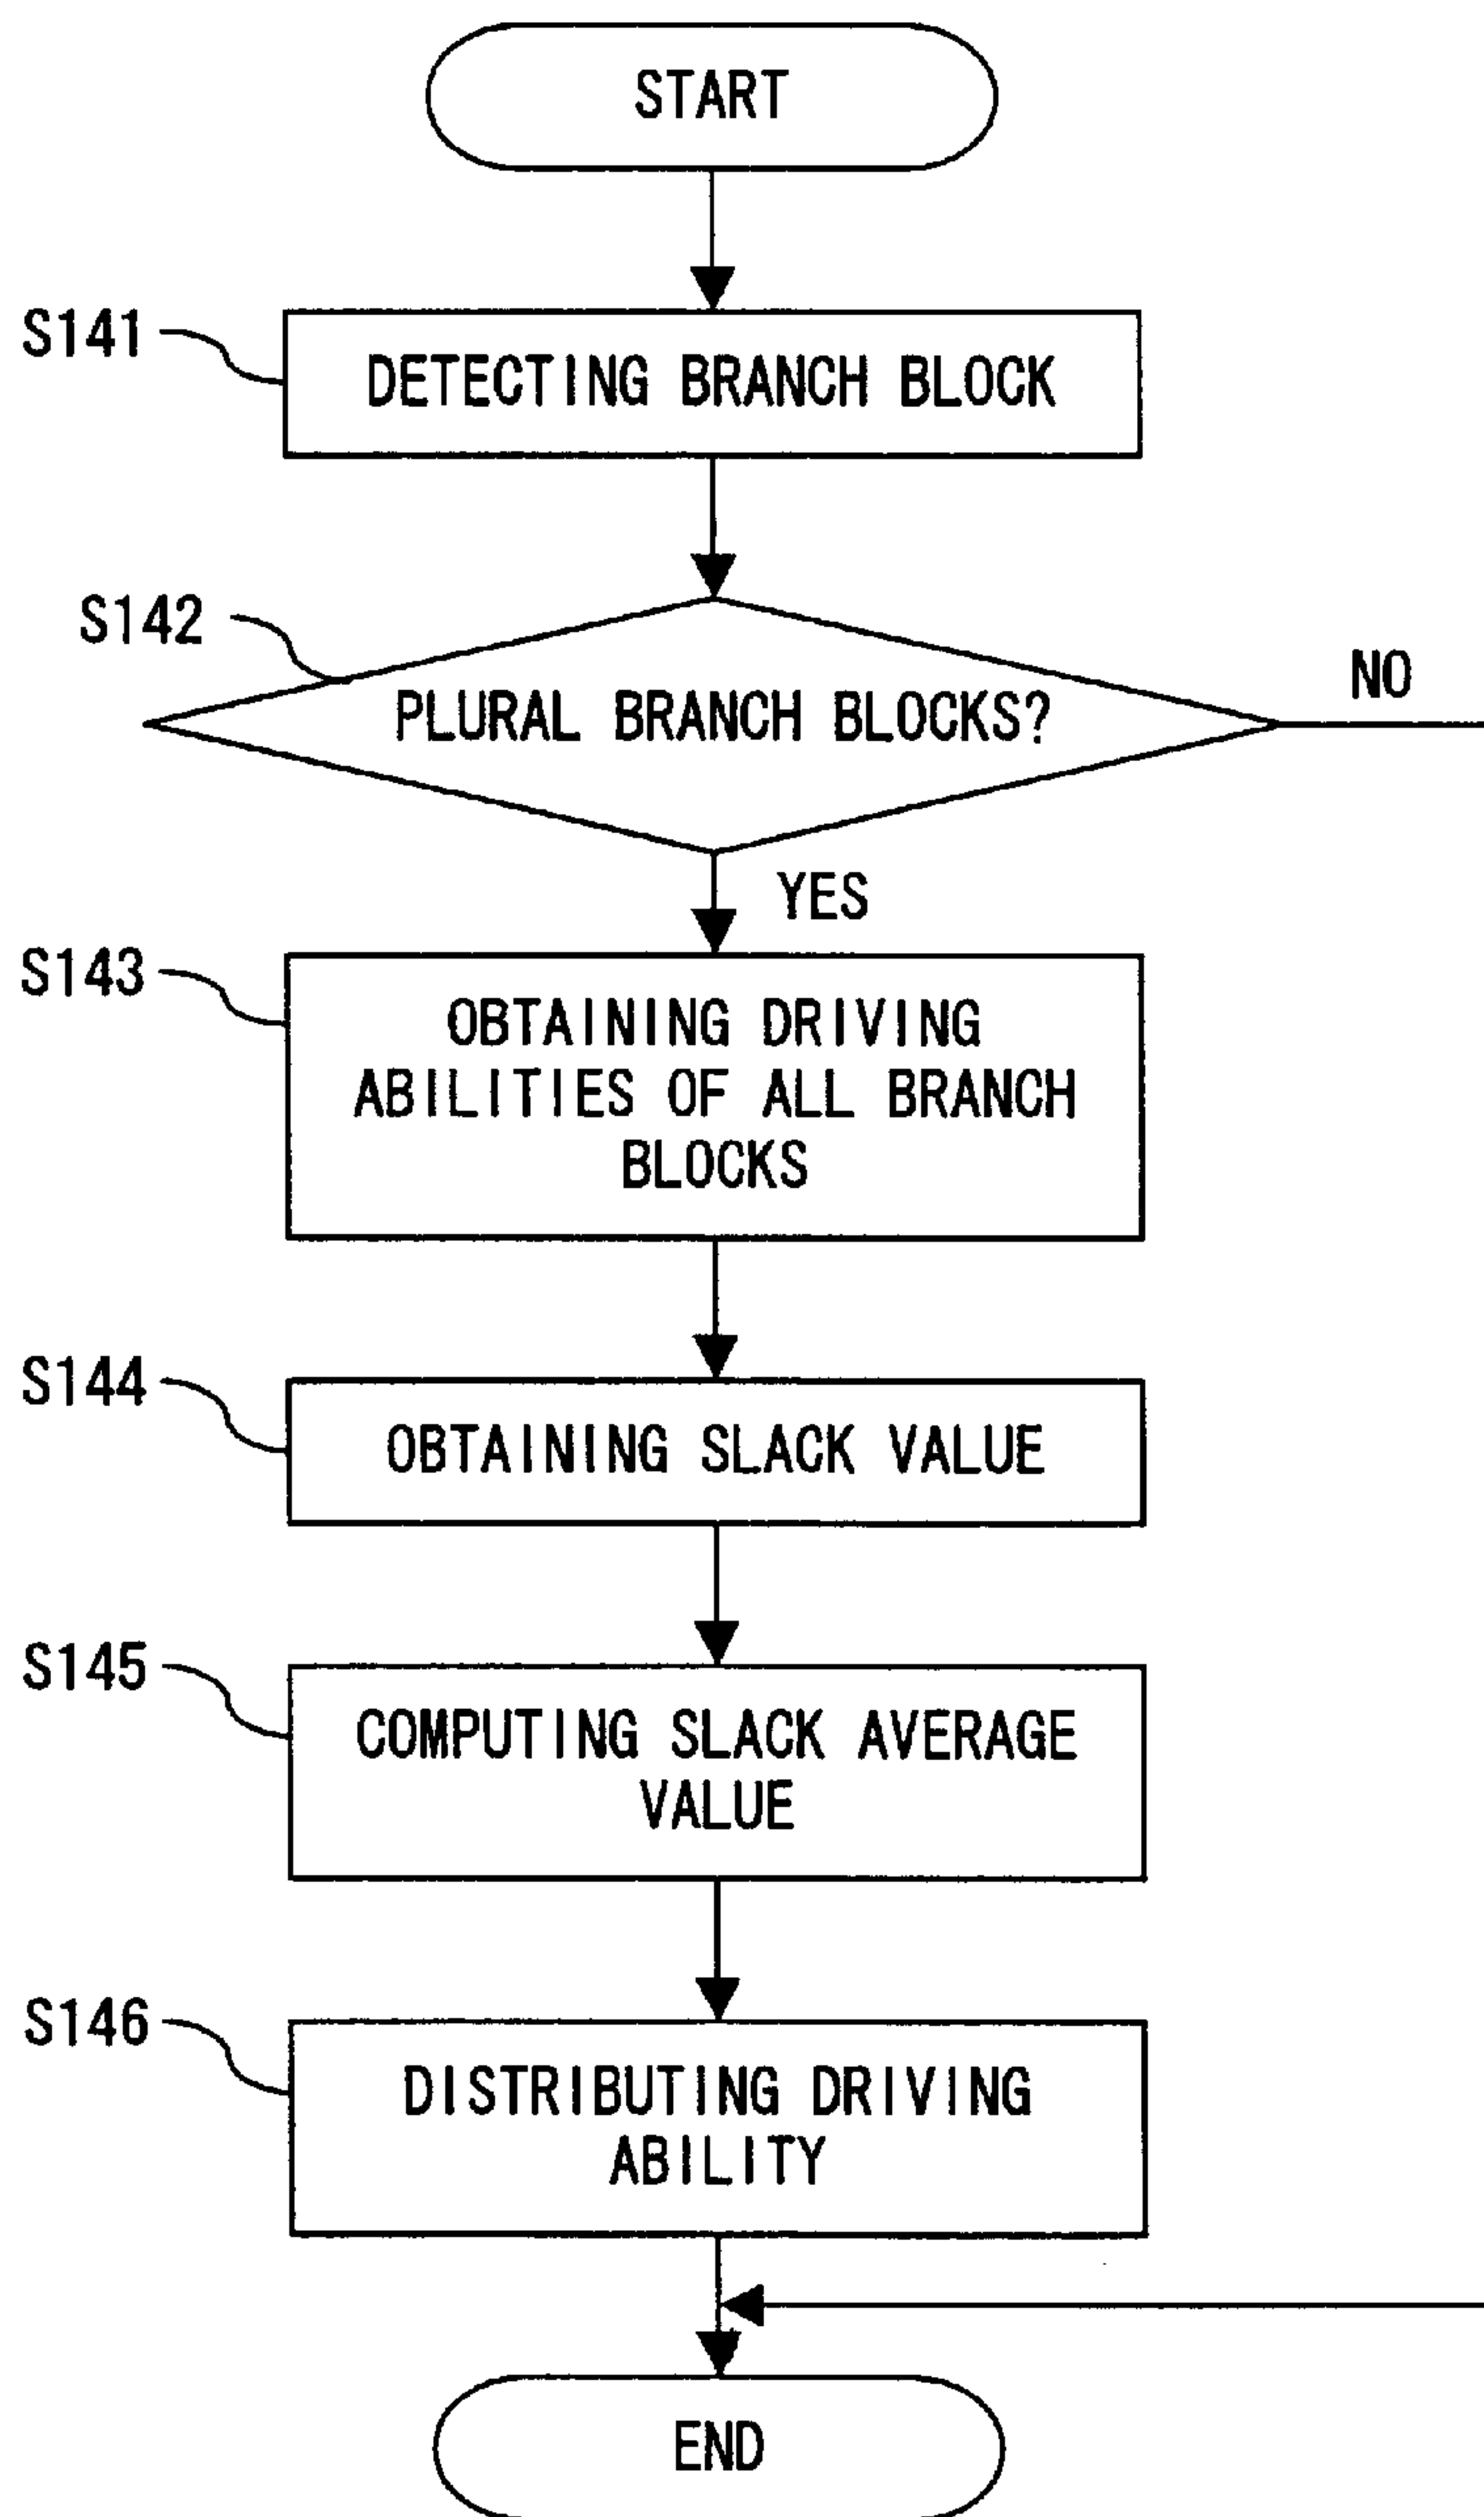 START
S141
DETECTING BRANCH BLOCK
S142
PLURAL BRANCH BLOCKS?
NO
YES
S143
OBTAINING DRIVING
ABILITIES OF ALL BRANCH
BLOCKS
S144
OBTAINING SLACK VALUE
S145
COMPUTING SLACK AVERAGE
VALUE
S146
DISTRIBUTING DRIVING
ABILITY
END